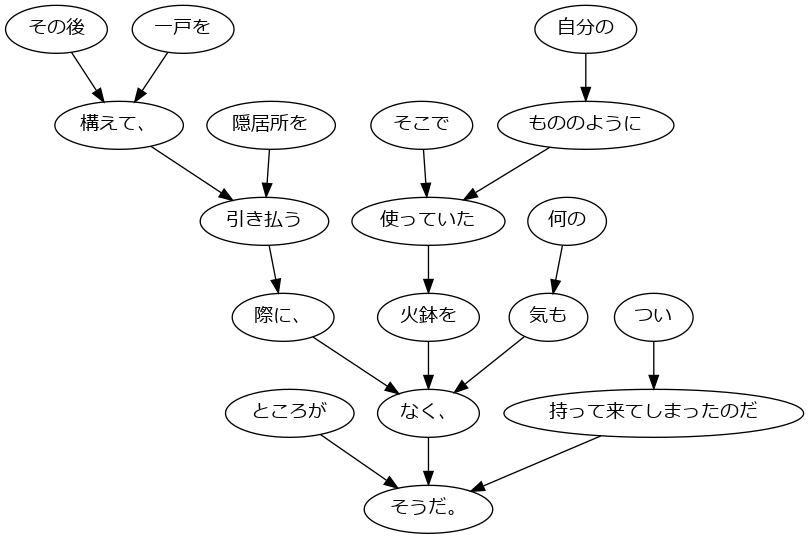 その後 一戸を 自分の
構えて、 隠居所を そこで もののように
引き払う 使っていた 何の
際に、 火鉢を 気も つい
ところが なく、 持って来てしまったのだ
そうだ。